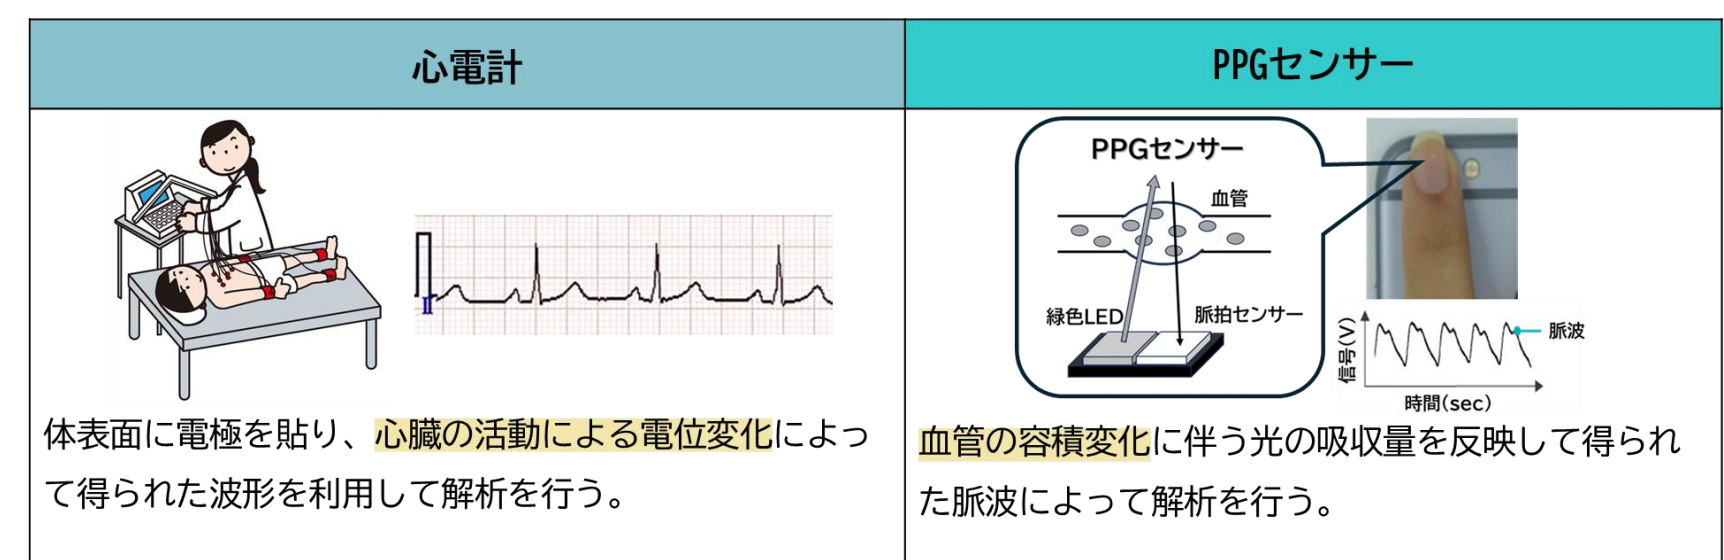 心電計
PPGセンサー
II
体表面に電極を貼り、心臓の活動による電位変化によっ
て得られた波形を利用して解析を行う。
PPGセンサー
血管
緑色LED
脈拍センサー
信号(V)
脈波
時間(sec)
血管の容積変化に伴う光の吸収量を反映して得られ
た脈波によって解析を行う。